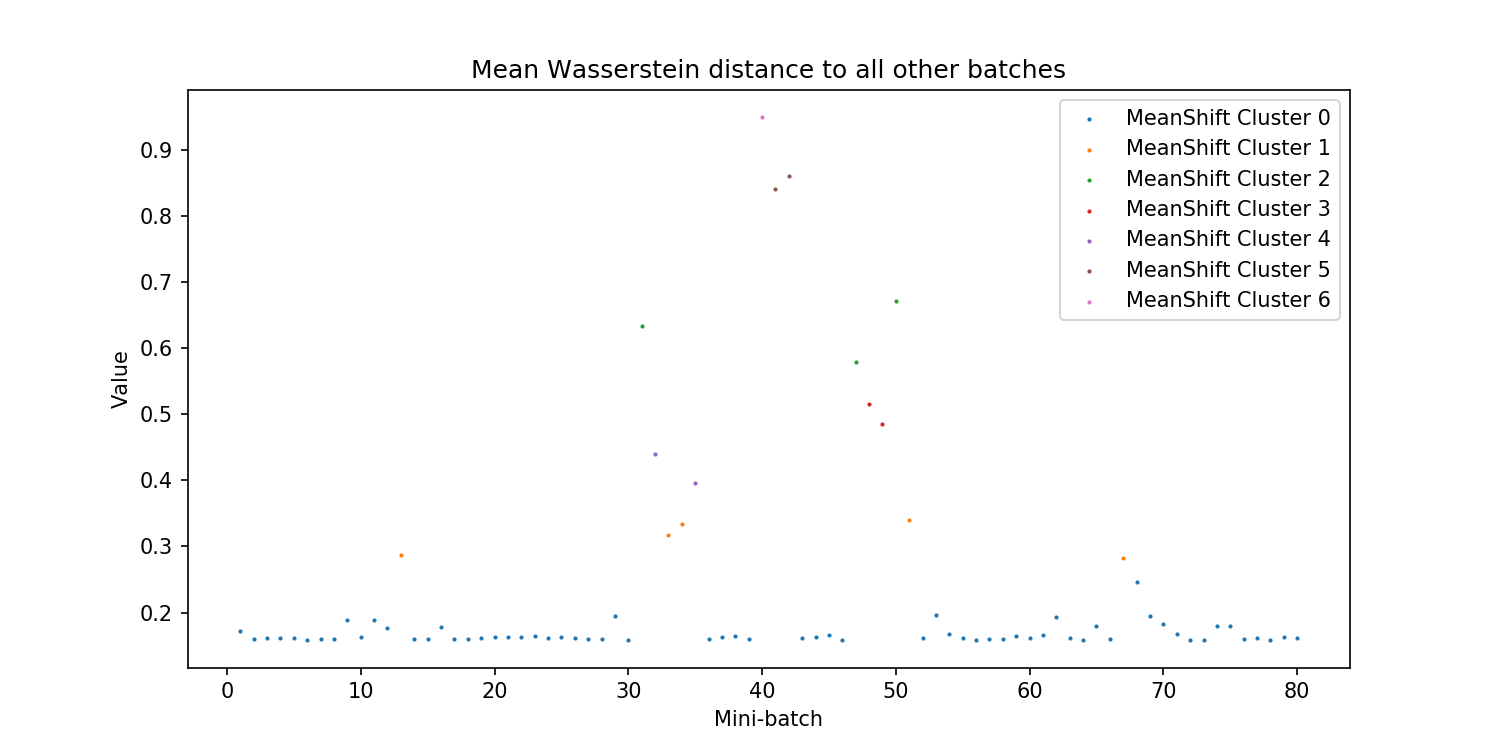 Mean Wasserstein distance to all other batches
MeanShift Cluster 0
MeanShift Cluster 1
MeanShift Cluster 2
MeanShift Cluster 3
MeanShift Cluster 4
MeanShift Cluster 5
MeanShift Cluster 6
Value
0.9
0.8
0.7
0.6
0.5
0.4
0.3
0.2
0 10 20 30 40 50 60 70 80
Mini-batch